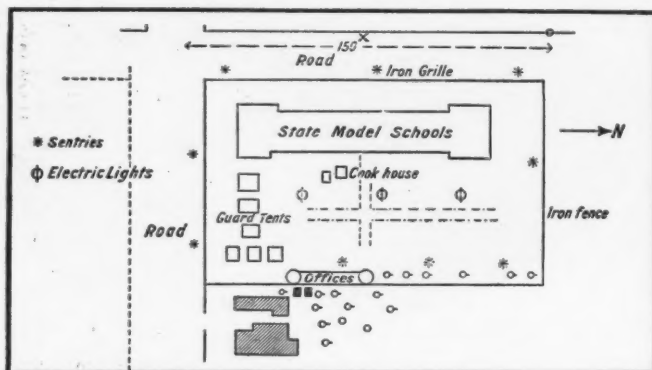 150
Road
Iron Grille
State Model Schools
N
* Sentries
Cook house
ϕ Electric Lights
Guard Tents
Iron fence
Road
Offices